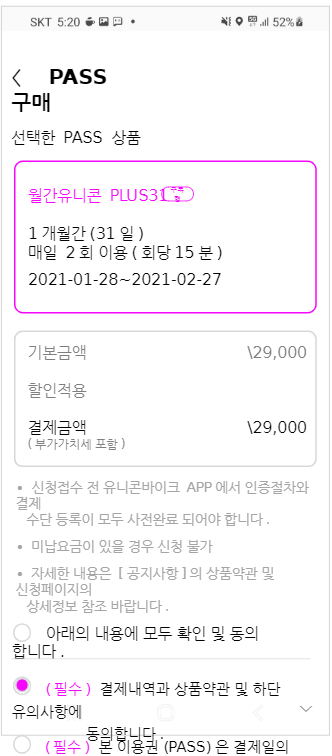 SKT 5:20
52%
PASS
구매
선택한 PASS 상품
월간유니콘 PLUS31
1 개월간 (31 일 )
매일 2 회 이용 ( 회당 15 분 )
2021-01-28~2021-02-27
기본금액 \29,000
할인적용
결제금액 \29,000
( 부가가치세 포함 )
• 신청접수 전 유니콘바이크 APP 에서 인증절차와
결제
수단 등록이 모두 사전완료 되어야 합니다 .
• 미납요금이 있을 경우 신청 불가
• 자세한 내용은 [ 공지사항 ] 의 상품약관 및
신청페이지의
상세정보 참조 바랍니다 .
아래의 내용에 모두 확인 및 동의
합니다 .
( 필수 ) 결제내역과 상품약관 및 하단
유의사항에
동의합니다 .
( 필수 ) 본 이용권 (PASS) 은 결제일의